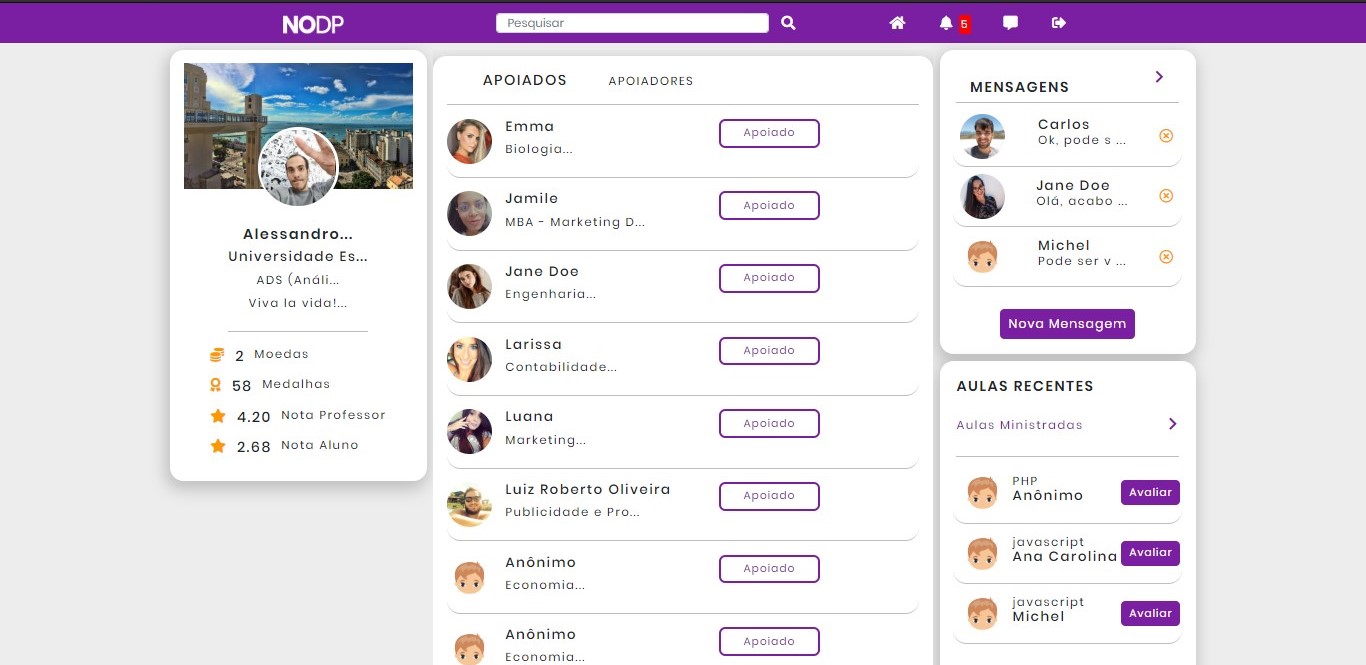 NODP
Pesquisar
5
Alessandro...
Universidade Es...
ADS (Análi...
Viva la vida!...
2 Moedas
58 Medalhas
4.20 Nota Professor
2.68 Nota Aluno
APOIADOS APOIADORES
Emma
Biologia...
Apoiado
Jamile
MBA - Marketing D...
Apoiado
Jane Doe
Engenharia...
Apoiado
Larissa
Contabilidade...
Apoiado
Luana
Marketing...
Apoiado
Luiz Roberto Oliveira
Publicidade e Pro...
Apoiado
Anônimo
Economia...
Apoiado
Anônimo
Economia...
Apoiado
MENSAGENS
Carlos
Ok, pode s ...
Jane Doe
Olá, acabo ...
Michel
Pode ser v ...
Nova Mensagem
AULAS RECENTES
Aulas Ministradas
PHP
Anônimo
Avaliar
javascript
Ana Carolina
Avaliar
javascript
Michel
Avaliar